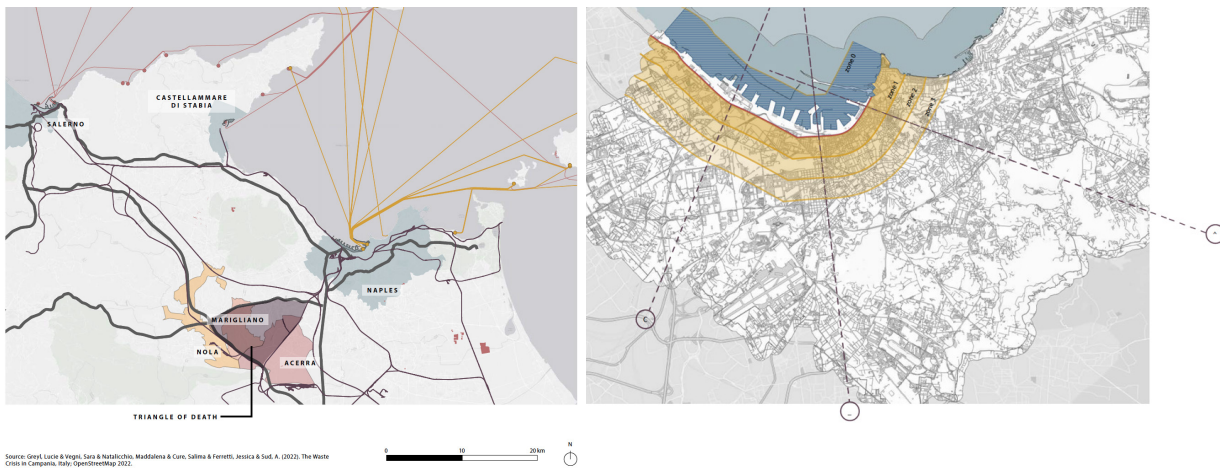 CASTELLAMMARE
DI STABIA
SALERNO
NAPLES
MARIGLIANO
NOLA
ACERRA
TRIANGLE OF DEATH
Source: Greyl, Lucie & Vegni, Sara & Natalicchio, Maddalena & Cure, Salima & Ferretti, Jessica & Sud, A. (2022). The Waste
Crisis in Campania, Italy; OpenStreetMap 2022.
0 10 20 km
N
zone 0
zone 1
zone 2
zone 3
C